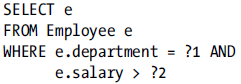 SELECT e
FROM Employee e
WHERE e.department = ?1 AND
e.salary > ?2